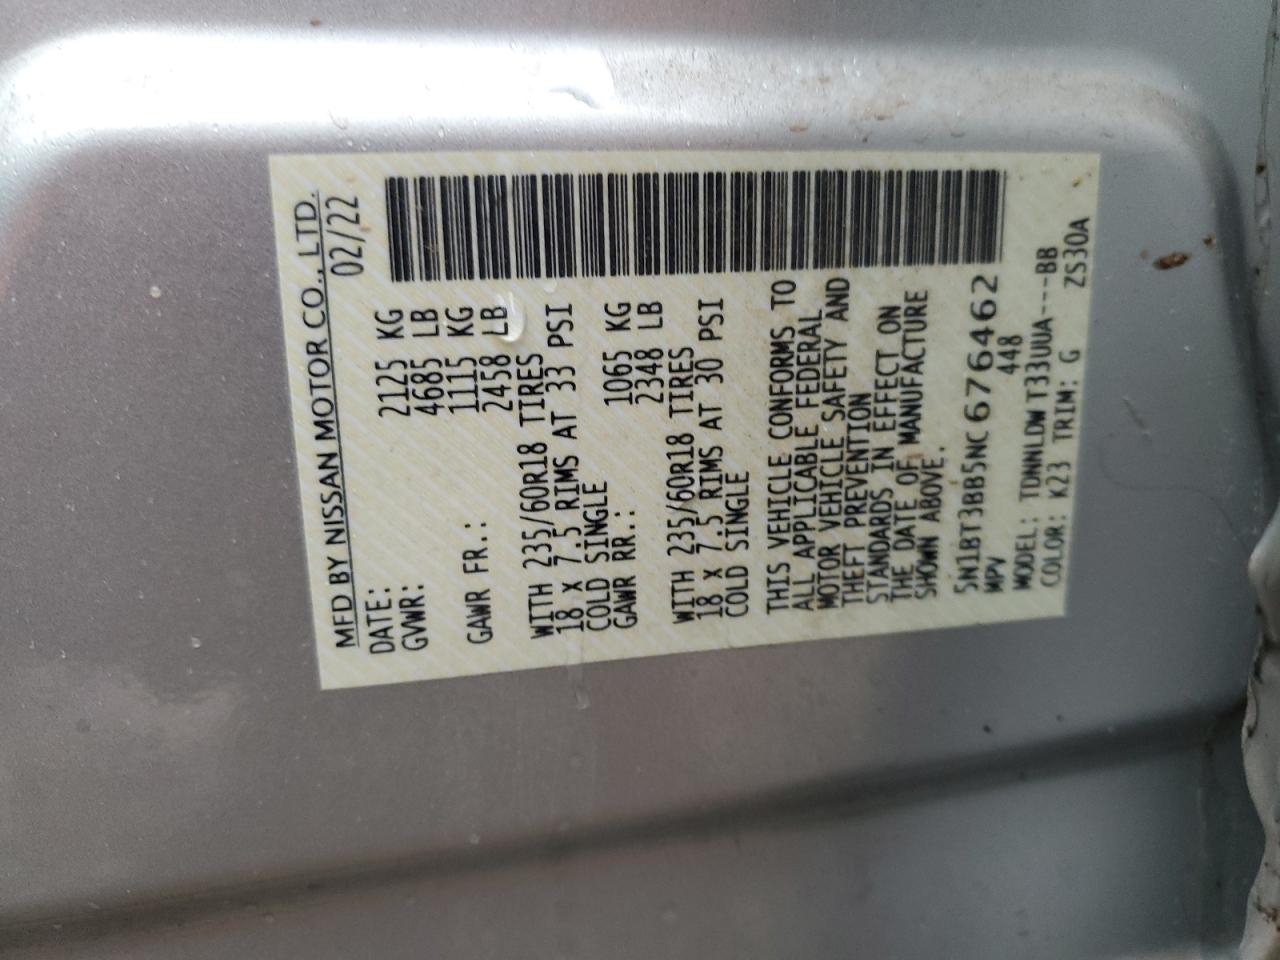 MFD BY NISSAN MOTOR CO., LTD.
DATE: 02/22
GVWR: 2125 KG
4685 LB
GAWR FR.: 1115 KG
2458 LB
WITH 235/60R18 TIRES
18 X 7.5 RIMS AT 33 PSI
COLD SINGLE
GAWR RR.: 1065 KG
2348 LB
WITH 235/60R18 TIRES
18 X 7.5 RIMS AT 30 PSI
COLD SINGLE
THIS VEHICLE CONFORMS TO
ALL APPLICABLE FEDERAL
MOTOR VEHICLE SAFETY AND
THEFT PREVENTION
STANDARDS IN EFFECT ON
THE DATE OF MANUFACTURE
SHOWN ABOVE.
5N1BT3BB5NC676462
MPV 448
MODEL: TDNNLDW T33UUA---BB
COLOR: K23 TRIM: G ZS30A